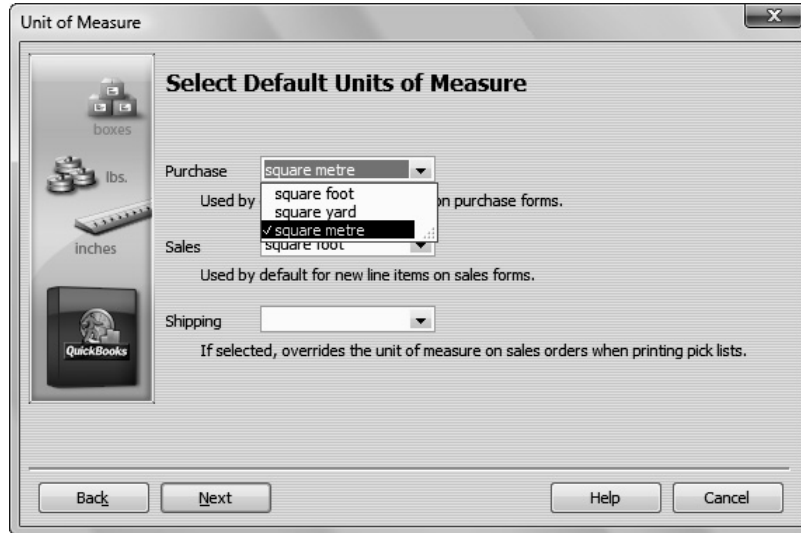 Unit of Measure
X
Select Default Units of Measure
boxes
lbs.
inches
QuickBooks
Purchase square metre
square foot
square yard
✓ square metre
Used by on purchase forms.
Sales square foot
Used by default for new line items on sales forms.
Shipping
If selected, overrides the unit of measure on sales orders when printing pick lists.
Back Next Help Cancel